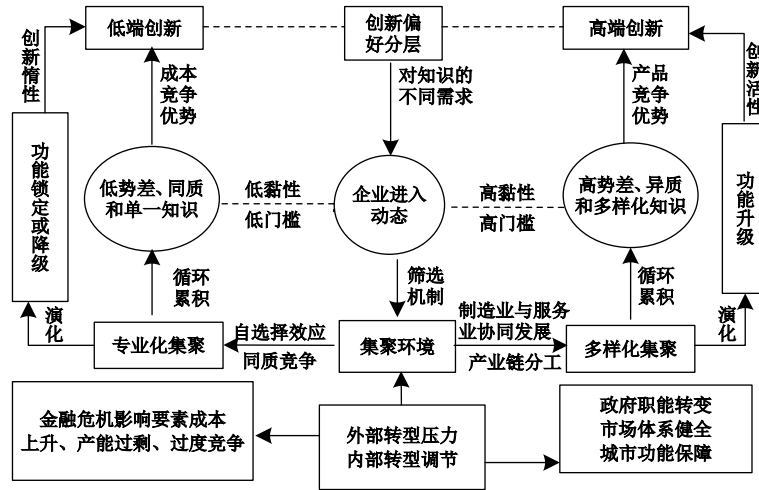 低端创新
创新偏
好分层
高端创新
创新惰性
成本
竞争
优势
对知识的
不同需求
产品
竞争
优势
创新活性
功能锁定或降级
低势差、同质
和单一知识
低黏性
低门槛
企业进入
动态
高黏性
高门槛
高势差、异质
和多样化知识
功能升级
演化
循环
累积
筛选
机制
循环
累积
演化
专业化集聚
自选择效应
同质竞争
集聚环境
制造业与服务
业协同发展
产业链分工
多样化集聚
金融危机影响要素成本
上升、产能过剩、过度竞争
外部转型压力
内部转型调节
政府职能转变
市场体系健全
城市功能保障